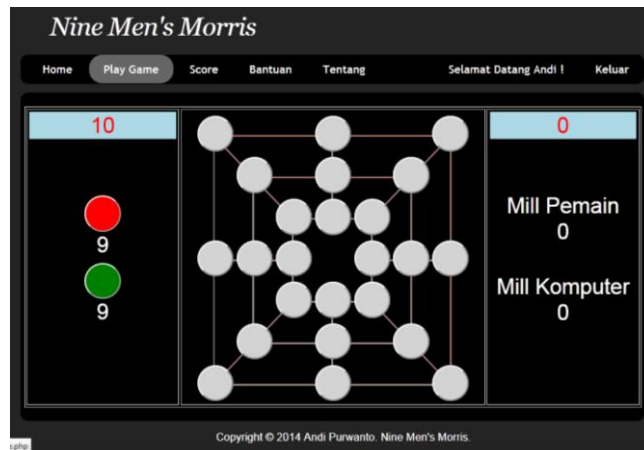 Nine Men's Morris
Home Play Game Score Bantuan Tentang Selamat Datang Andi ! Keluar
10
0
9
9
Mill Pemain
0
Mill Komputer
0
Copyright © 2014 Andi Purwanto. Nine Men's Morris.